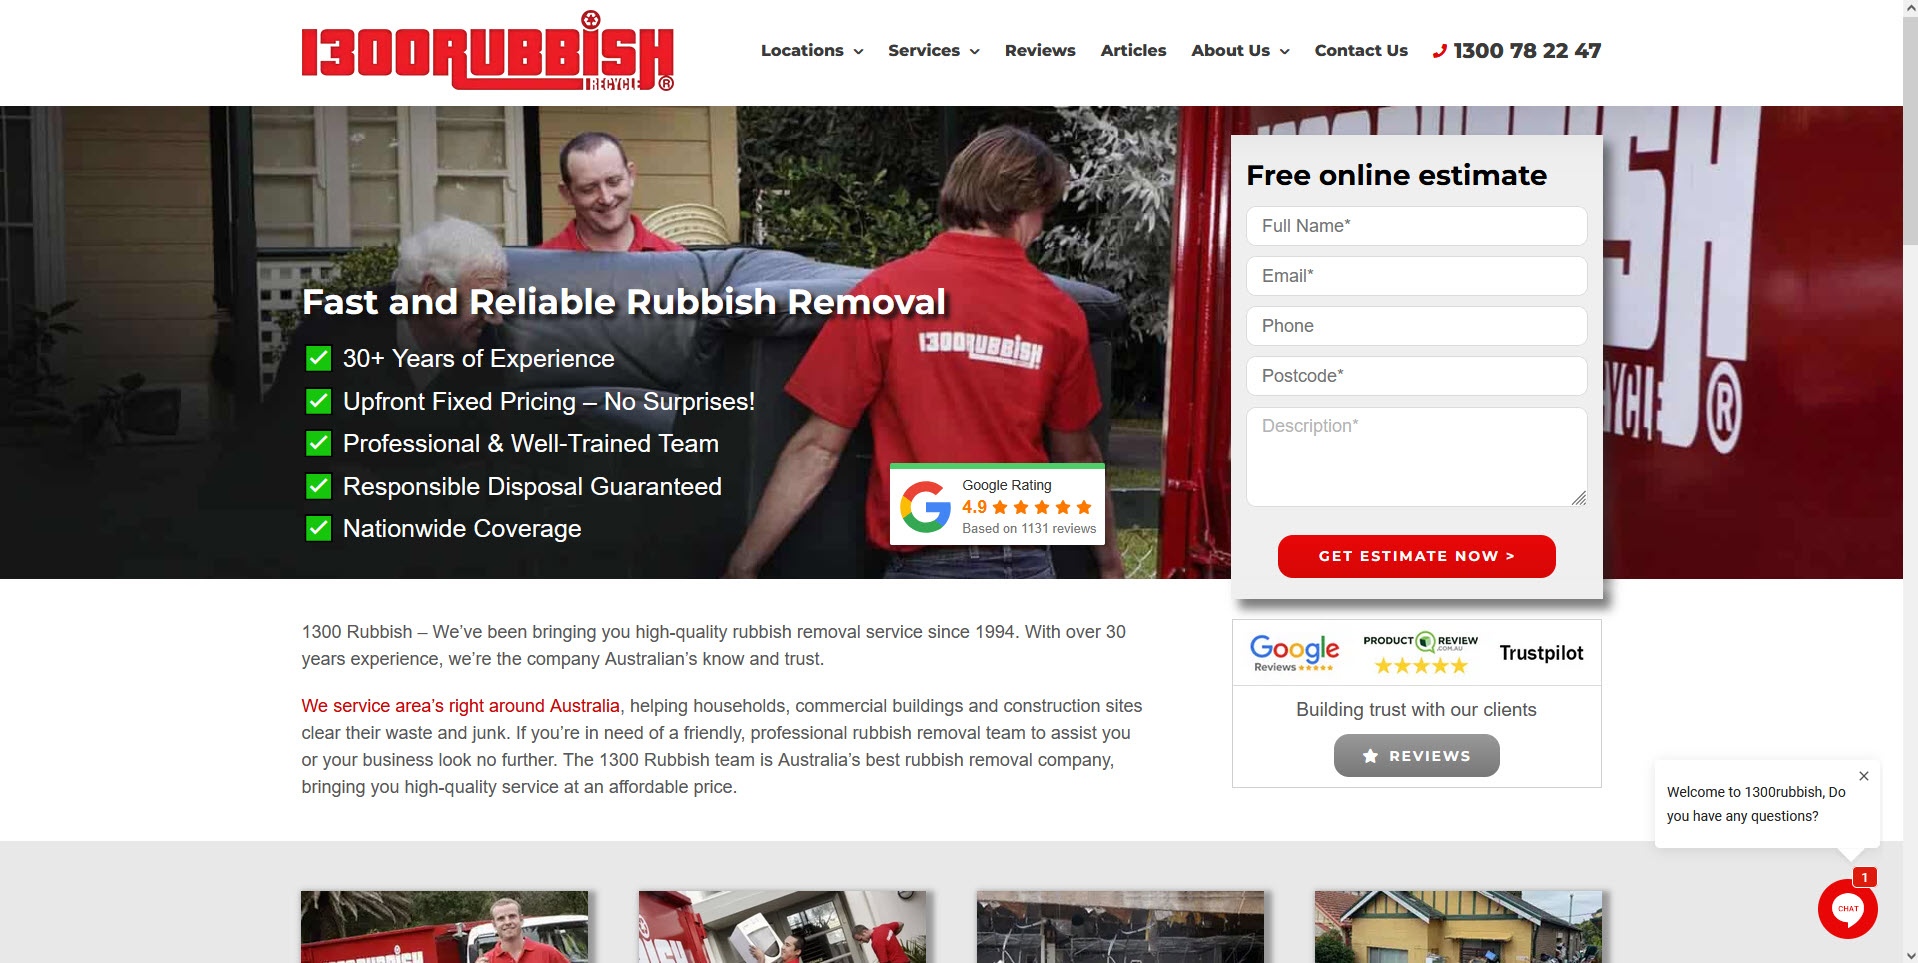 1300RUBBISH
RECYCLE ®
Locations
Services
Reviews
Articles
About Us
Contact Us
1300 78 22 47
Fast and Reliable Rubbish Removal
30+ Years of Experience
Upfront Fixed Pricing – No Surprises!
Professional & Well-Trained Team
Responsible Disposal Guaranteed
Nationwide Coverage
1300RUBBISH
Google Rating
4.9
Based on 1131 reviews
Free online estimate
Full Name*
Email*
Phone
Postcode*
Description*
GET ESTIMATE NOW >
1300 Rubbish – We’ve been bringing you high-quality rubbish removal service since 1994. With over 30
years experience, we’re the company Australian’s know and trust.
We service area’s right around Australia, helping households, commercial buildings and construction sites
clear their waste and junk. If you’re in need of a friendly, professional rubbish removal team to assist you
or your business look no further. The 1300 Rubbish team is Australia’s best rubbish removal company,
bringing you high-quality service at an affordable price.
Google
Reviews
PRODUCT REVIEW
.COM.AU
Trustpilot
Building trust with our clients
REVIEWS
Welcome to 1300rubbish, Do
you have any questions?
1
CHAT